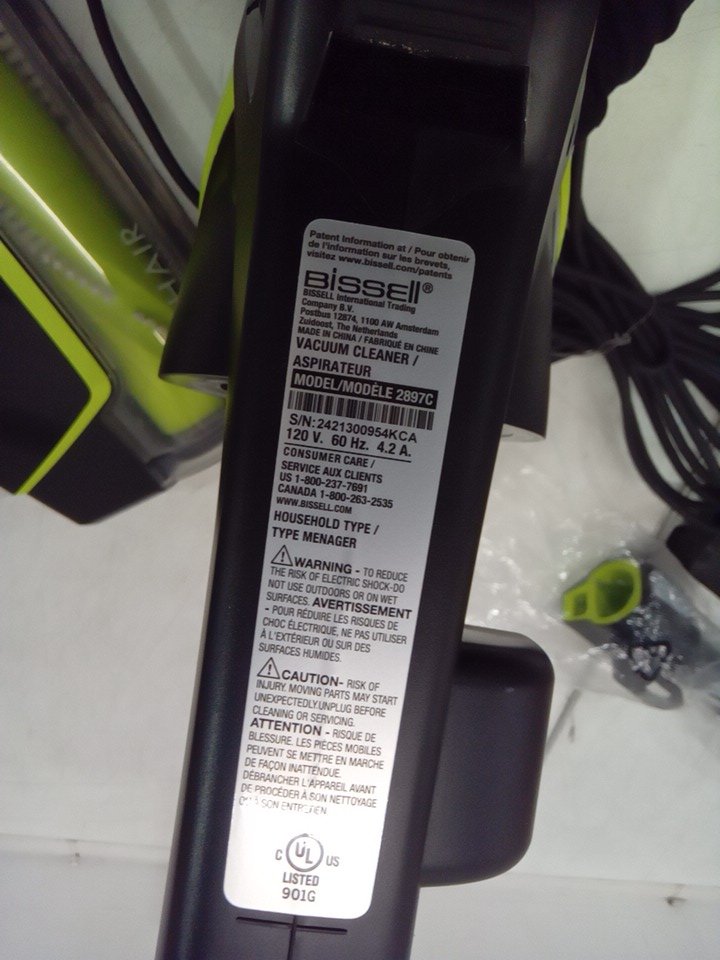 Patent Information at / Pour obtenir
de l'information sur les brevets,
visitez www.bissell.com/patents
BISSELL®
BISSELL International Trading
Company B.V.
Postbus 12874, 1100 AW Amsterdam
Zuidoost, The Netherlands
MADE IN CHINA / FABRIQUÉ EN CHINE
VACUUM CLEANER /
ASPIRATEUR
MODEL/MODÈLE 2897C
S/N:2421300954KCA
120 V. 60 Hz. 4.2 A.
CONSUMER CARE /
SERVICE AUX CLIENTS
US 1-800-237-7691
CANADA 1-800-263-2535
WWW.BISSELL.COM
HOUSEHOLD TYPE /
TYPE MENAGER
WARNING - TO REDUCE
THE RISK OF ELECTRIC SHOCK-DO
NOT USE OUTDOORS OR ON WET
SURFACES. AVERTISSEMENT
- POUR RÉDUIRE LES RISQUES DE
CHOC ÉLECTRIQUE, NE PAS UTILISER
À L'EXTÉRIEUR OU SUR DES
SURFACES HUMIDES.
CAUTION- RISK OF
INJURY. MOVING PARTS MAY START
UNEXPECTEDLY.UNPLUG BEFORE
CLEANING OR SERVICING.
ATTENTION - RISQUE DE
BLESSURE. LES PIÈCES MOBILES
PEUVENT SE METTRE EN MARCHE
DE FAÇON INATTENDUE.
DÉBRANCHER L'APPAREIL AVANT
DE PROCÉDER À SON NETTOYAGE
OU À SON ENTRETIEN.
C UL US
LISTED
901G
HAIR